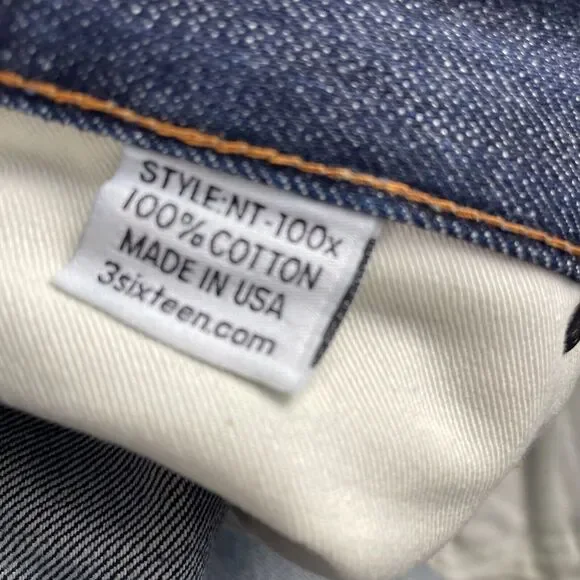 STYLE:NT-100x
100% COTTON
MADE IN USA
3sixteen.com